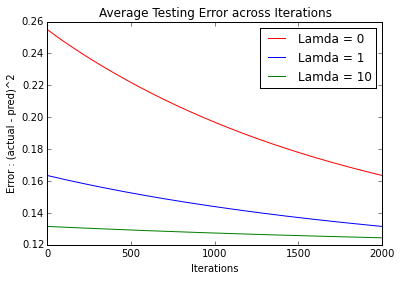 Average Testing Error across Iterations
Error : (actual - pred)^2
0.26
0.24
0.22
0.20
0.18
0.16
0.14
0.12
Lamda = 0
Lamda = 1
Lamda = 10
0
500
1000
1500
2000
Iterations